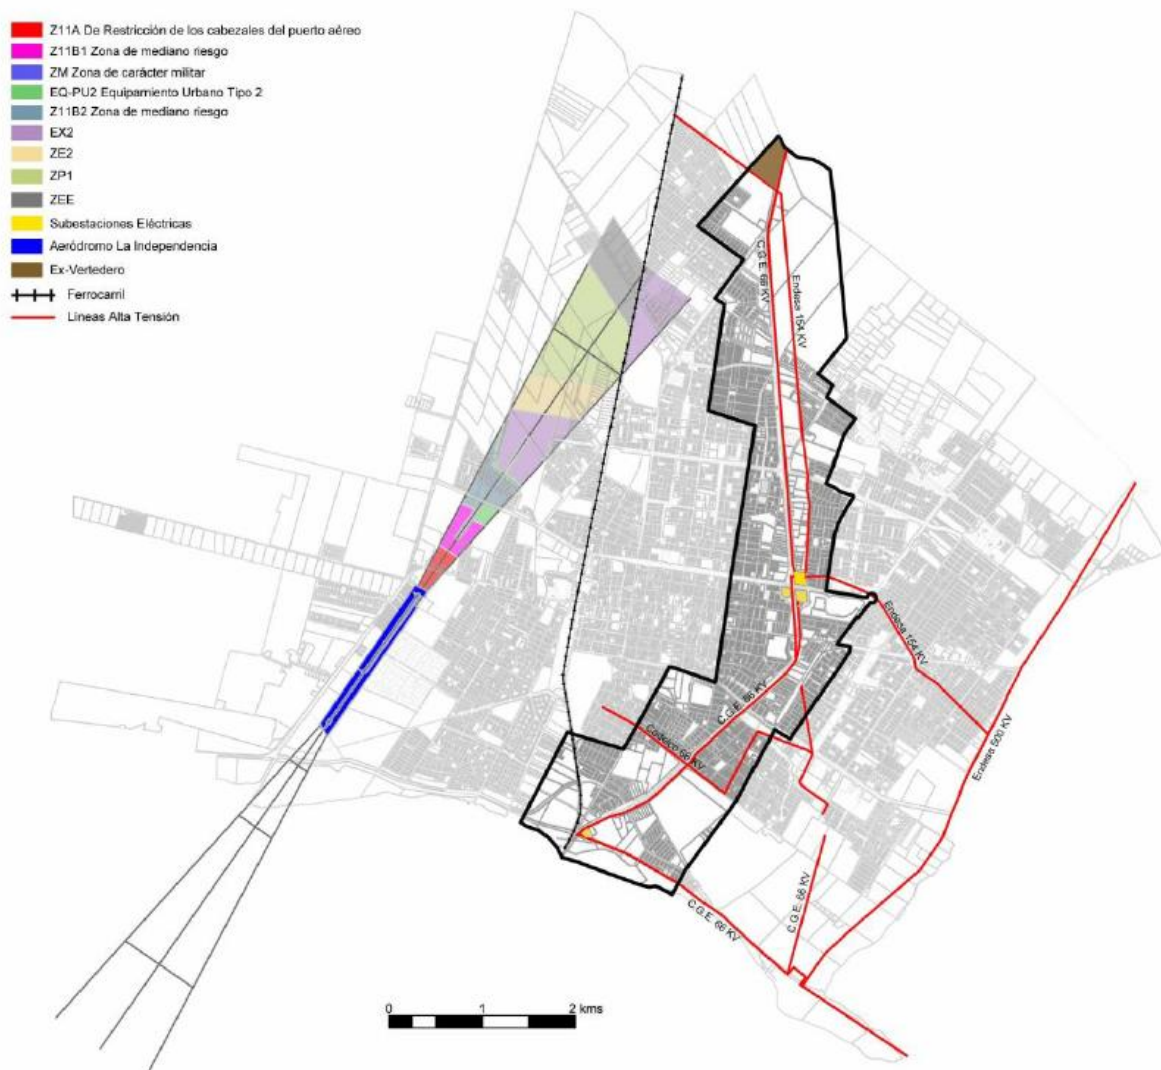 Z11A De Restricción de los cabezales del puerto aéreo
Z11B1 Zona de mediano riesgo
ZM Zona de carácter militar
EQ-PU2 Equipamiento Urbano Tipo 2
Z11B2 Zona de mediano riesgo
EX2
ZE2
ZP1
ZEE
Subestaciones Eléctricas
Aeródromo La Independencia
Ex-Vertedero
Ferrocarril
Líneas Alta Tensión
C.G.E. 66 KV
Endesa 154 KV
Endesa 154 KV
C.G.E. 66 KV
Codelco 66 KV
Endesa 500 KV
C.G.E. 66 KV
C.G.E. 66 KV
0 1 2 kms